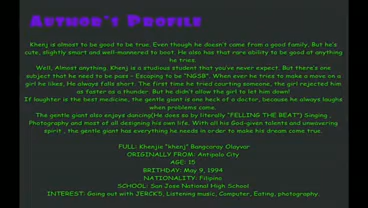 Author's Profile
Khenj is almost to be good to be true. Even though he doesn't came from a good family, But he's
cute, slightly smart and well-mannered to boot. He also has that rare ability to be good at anything
he tries.
Well, Almost anything, Khenj is a studious student that you've never expect. But there's one
subject that he need to be pass - Escaping to be "NGSB". When ever he tries to make a move on a
girl he likes, He always falls short. The first time he tried courting someone, the girl rejected him
as faster as a thunder. But he didn't allow the girl to let him down!
If laughter is the best medicine, the gentle giant is one heck of a doctor, because he always laughs
when problems came.
The gentle giant also enjoys dancing(He does so by literally "FELLING THE BEAT") Singing ,
Photography and most of all designing his own life. With all his God-given talents and unwavering
spirit , the gentle giant has everything he needs in order to make his dream come true.
FULL: Khenjie "khenj" Bangcoray Olayvar
ORIGINALLY FROM: Antipolo City
AGE: 15
BRITHDAY: May 9, 1994
NATIONALITY: Filipino
SCHOOL: San Jose National High School
INTEREST: Going out with JERCKS, Listening music, Computer, Eating, photography.